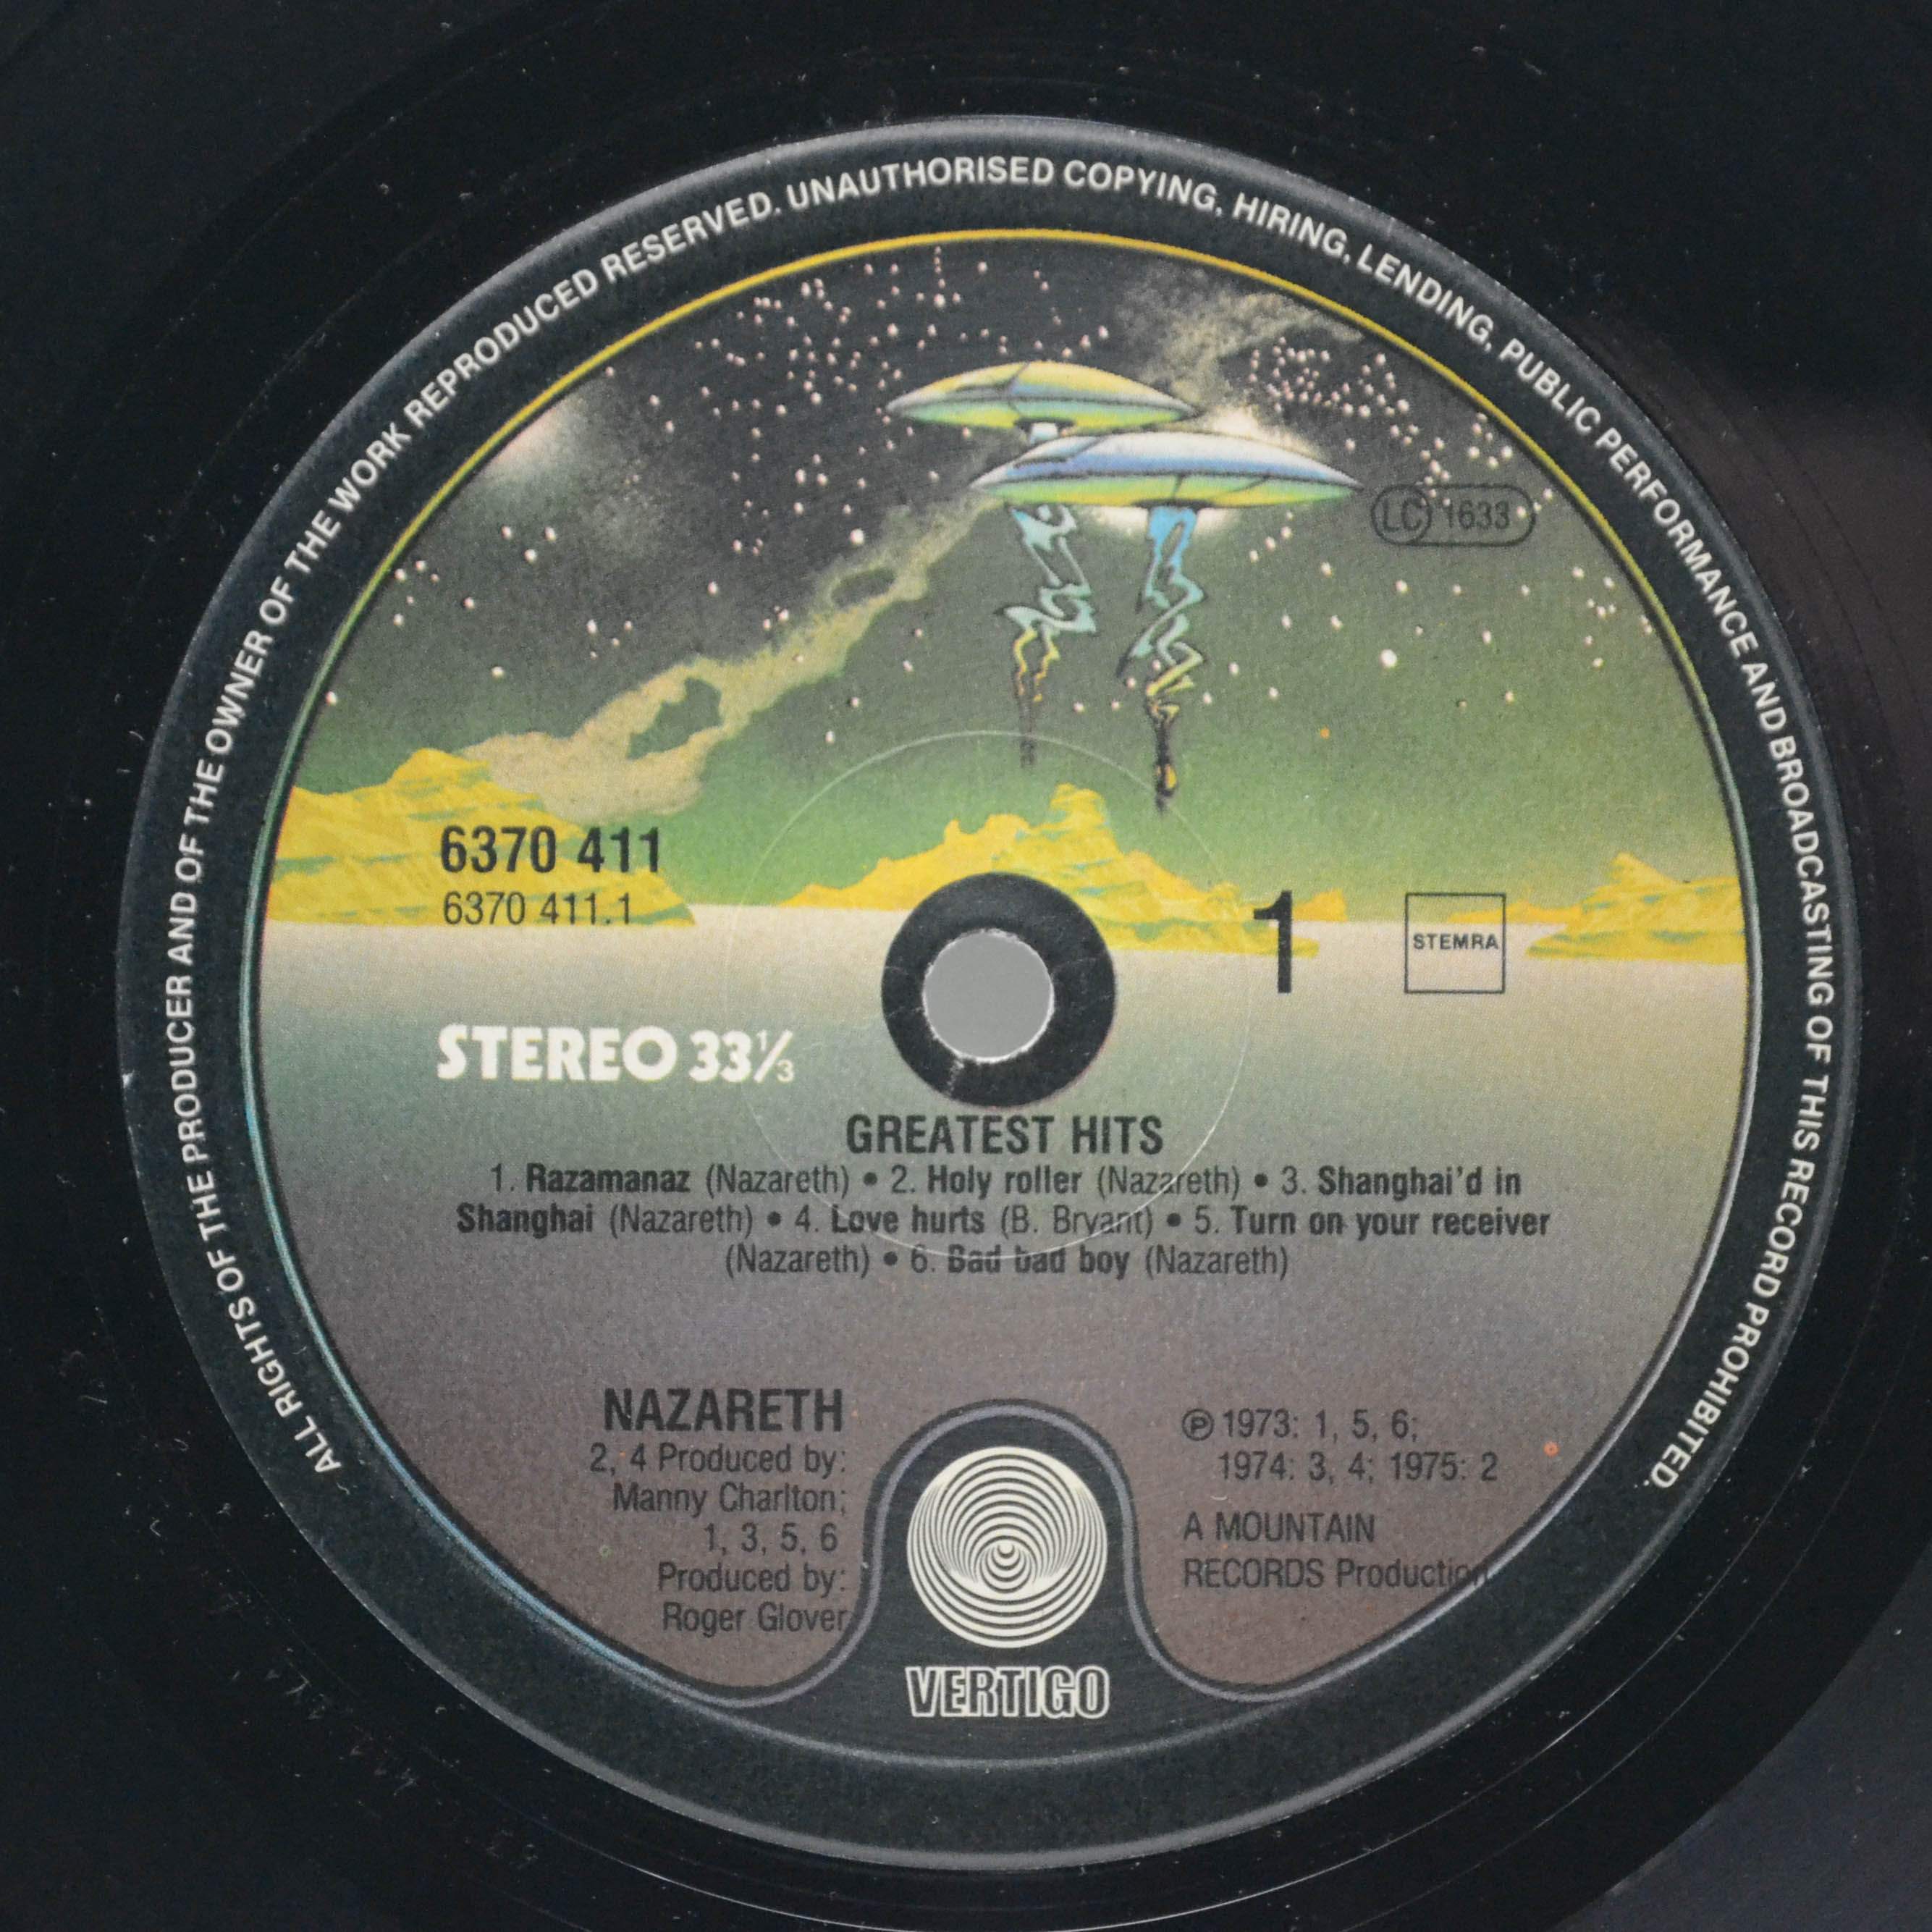 ALL RIGHTS OF THE PRODUCER AND OF THE OWNER OF THE WORK REPRODUCED RESERVED. UNAUTHORISED COPYING, HIRING, LENDING, PUBLIC PERFORMANCE AND BROADCASTING OF THIS RECORD PROHIBITED.
LC 1633
6370 411
6370 411.1
1
STEMRA
STEREO 33⅓
GREATEST HITS
1. Razamanaz (Nazareth) • 2. Holy roller (Nazareth) • 3. Shanghai'd in
Shanghai (Nazareth) • 4. Love hurts (B. Bryant) • 5. Turn on your receiver
(Nazareth) • 6. Bad bad boy (Nazareth)
NAZARETH
2, 4 Produced by:
Manny Charlton;
1, 3, 5, 6
Produced by:
Roger Glover
℗ 1973: 1, 5, 6;
1974: 3, 4; 1975: 2
A MOUNTAIN
RECORDS Production
VERTIGO